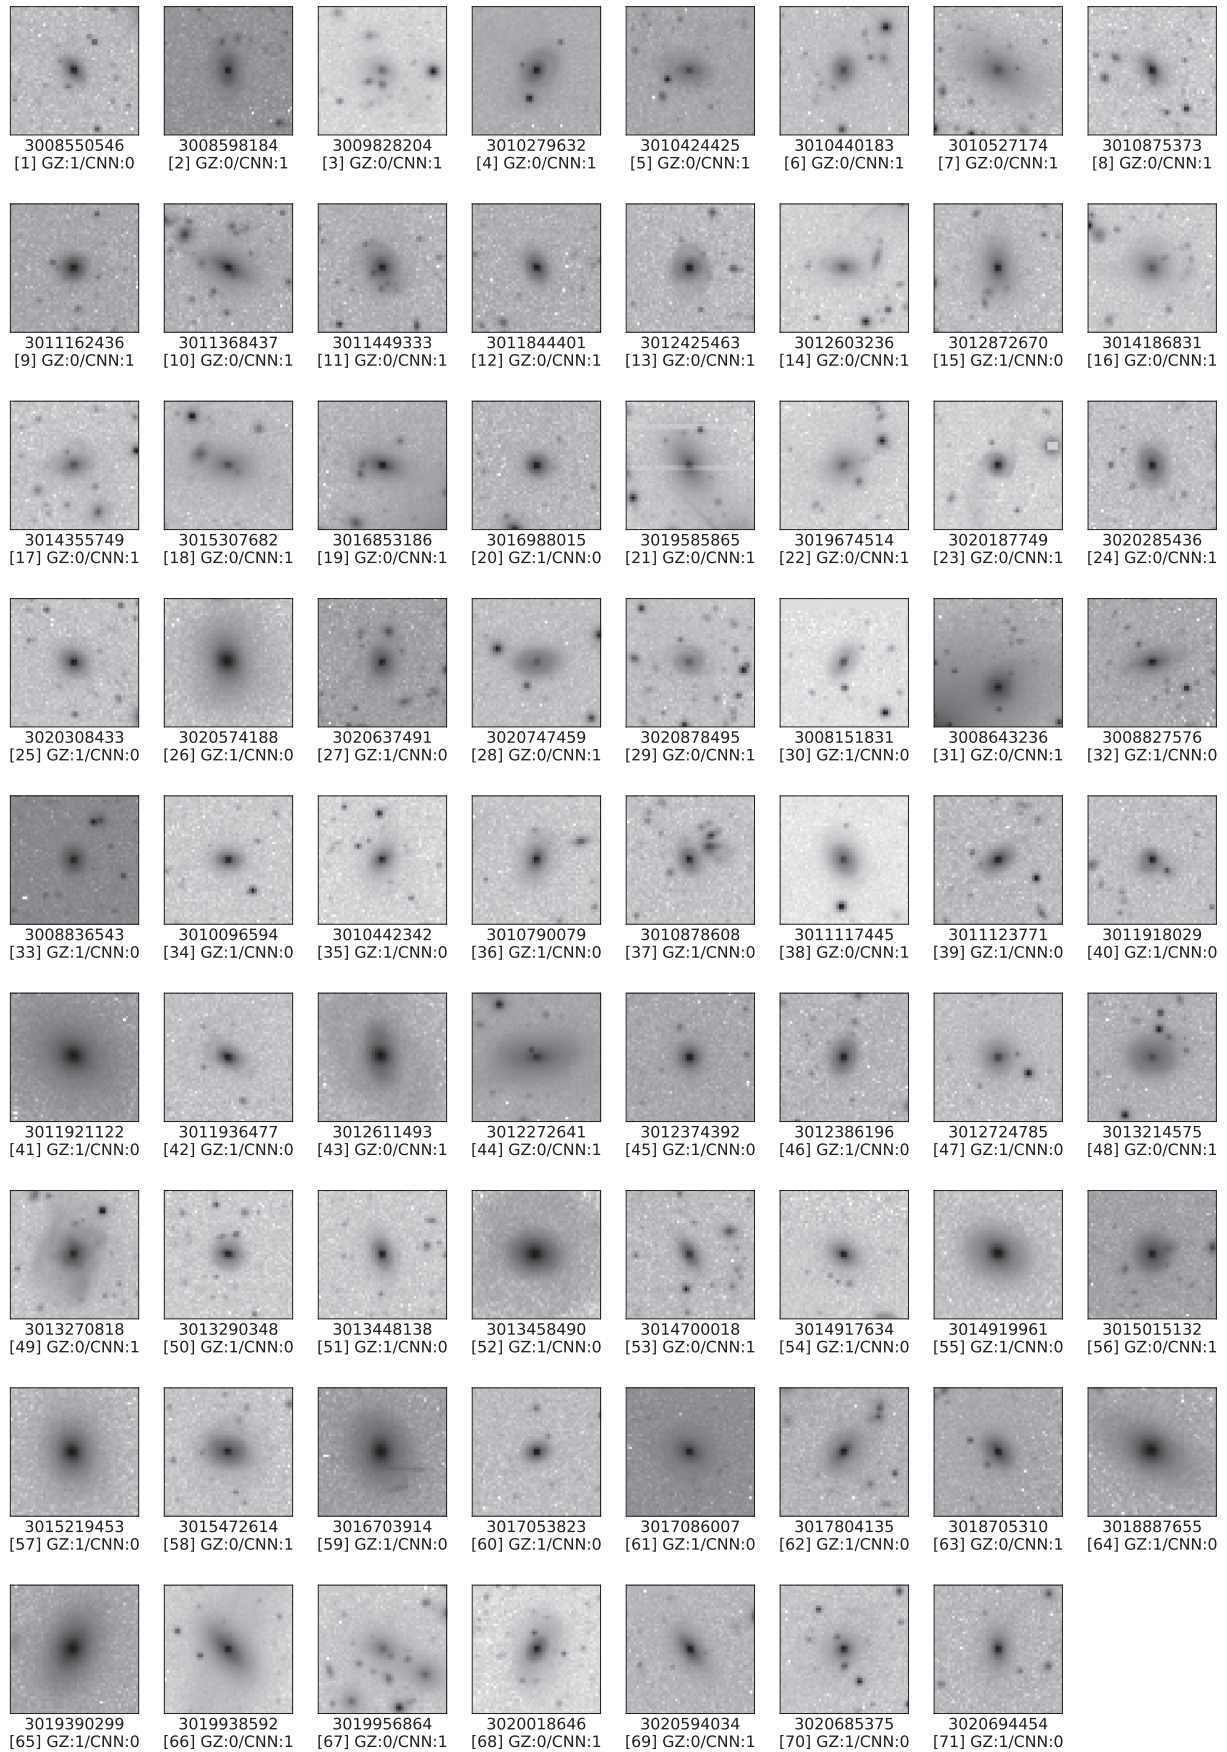 3008550546 3008598184 3009828204 3010279632 3010424425 3010440183 3010527174 3010875373
[1] GZ:1/CNN:0 [2] GZ:0/CNN:1 [3] GZ:0/CNN:1 [4] GZ:0/CNN:1 [5] GZ:0/CNN:1 [6] GZ:0/CNN:1 [7] GZ:0/CNN:1 [8] GZ:0/CNN:1
3011162436 3011368437 3011449333 3011844401 3012425463 3012603236 3012872670 3014186831
[9] GZ:0/CNN:1 [10] GZ:0/CNN:1 [11] GZ:0/CNN:1 [12] GZ:0/CNN:1 [13] GZ:0/CNN:1 [14] GZ:0/CNN:1 [15] GZ:1/CNN:0 [16] GZ:0/CNN:1
3014355749 3015307682 3016853186 3016988015 3019585865 3019674514 3020187749 3020285436
[17] GZ:0/CNN:1 [18] GZ:0/CNN:1 [19] GZ:0/CNN:1 [20] GZ:1/CNN:0 [21] GZ:0/CNN:1 [22] GZ:0/CNN:1 [23] GZ:0/CNN:1 [24] GZ:0/CNN:1
3020308433 3020574188 3020637491 3020747459 3020878495 3008151831 3008643236 3008827576
[25] GZ:1/CNN:0 [26] GZ:1/CNN:0 [27] GZ:1/CNN:0 [28] GZ:0/CNN:1 [29] GZ:0/CNN:1 [30] GZ:1/CNN:0 [31] GZ:0/CNN:1 [32] GZ:1/CNN:0
3008836543 3010096594 3010442342 3010790079 3010878608 3011117445 3011123771 3011918029
[33] GZ:1/CNN:0 [34] GZ:1/CNN:0 [35] GZ:1/CNN:0 [36] GZ:1/CNN:0 [37] GZ:1/CNN:0 [38] GZ:0/CNN:1 [39] GZ:1/CNN:0 [40] GZ:1/CNN:0
3011921122 3011936477 3012611493 3012272641 3012374392 3012386196 3012724785 3013214575
[41] GZ:1/CNN:0 [42] GZ:1/CNN:0 [43] GZ:0/CNN:1 [44] GZ:0/CNN:1 [45] GZ:1/CNN:0 [46] GZ:1/CNN:0 [47] GZ:1/CNN:0 [48] GZ:0/CNN:1
3013270818 3013290348 3013448138 3013458490 3014700018 3014917634 3014919961 3015015132
[49] GZ:0/CNN:1 [50] GZ:1/CNN:0 [51] GZ:1/CNN:0 [52] GZ:1/CNN:0 [53] GZ:0/CNN:1 [54] GZ:1/CNN:0 [55] GZ:1/CNN:0 [56] GZ:0/CNN:1
3015219453 3015472614 3016703914 3017053823 3017086007 3017804135 3018705310 3018887655
[57] GZ:1/CNN:0 [58] GZ:0/CNN:1 [59] GZ:1/CNN:0 [60] GZ:1/CNN:0 [61] GZ:1/CNN:0 [62] GZ:1/CNN:0 [63] GZ:0/CNN:1 [64] GZ:1/CNN:0
3019390299 3019938592 3019956864 3020018646 3020594034 3020685375 3020694454
[65] GZ:1/CNN:0 [66] GZ:0/CNN:1 [67] GZ:1/CNN:0 [68] GZ:0/CNN:1 [69] GZ:0/CNN:1 [70] GZ:1/CNN:0 [71] GZ:1/CNN:0